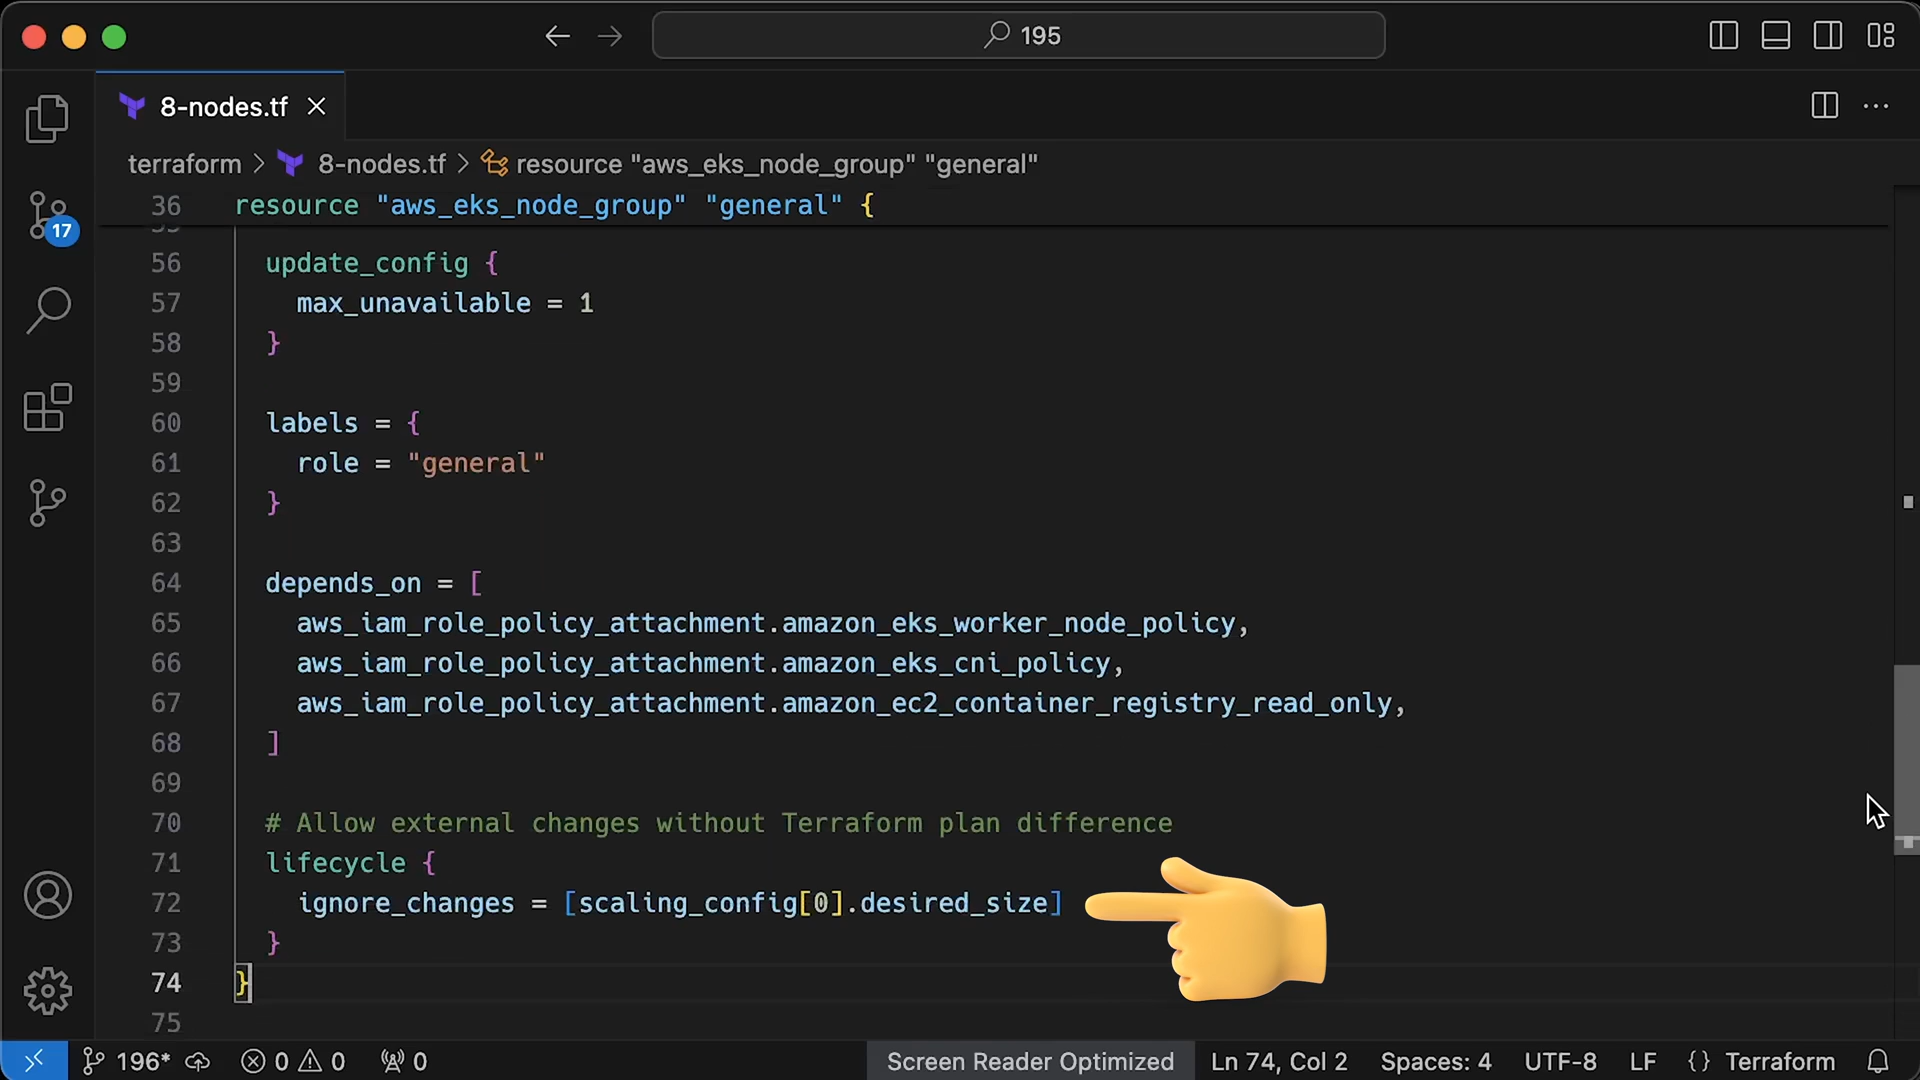 195
8-nodes.tf
terraform > 8-nodes.tf > resource "aws_eks_node_group" "general"
36 resource "aws_eks_node_group" "general" {
17
56 update_config {
57 max_unavailable = 1
58 }
59
60 labels = {
61 role = "general"
62 }
63
64 depends_on = [
65 aws_iam_role_policy_attachment.amazon_eks_worker_node_policy,
66 aws_iam_role_policy_attachment.amazon_eks_cni_policy,
67 aws_iam_role_policy_attachment.amazon_ec2_container_registry_read_only,
68 ]
69
70 # Allow external changes without Terraform plan difference
71 lifecycle {
72 ignore_changes = [scaling_config[0].desired_size]
73 }
74 }
75
196* 0 0 0 Screen Reader Optimized Ln 74, Col 2 Spaces: 4 UTF-8 LF {} Terraform